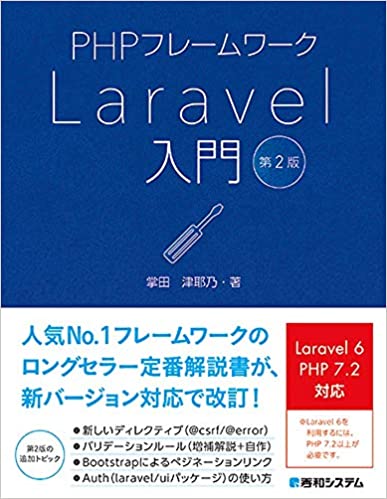 PHPフレームワーク
Laravel
入門 第2版
掌田 津耶乃・著
人気No.1フレームワークの
ロングセラー定番解説書が、
新バージョン対応で改訂!
Laravel 6
PHP 7.2
対応
※Laravel 6を
利用するには、
PHP 7.2以上が
必要です。
第2版の
追加トピック
●新しいディレクティブ(@csrf/@error)
●バリデーションルール(増補解説+自作)
●Bootstrapによるページネーションリンク
●Auth(laravel/uiパッケージ)の使い方
秀和システム